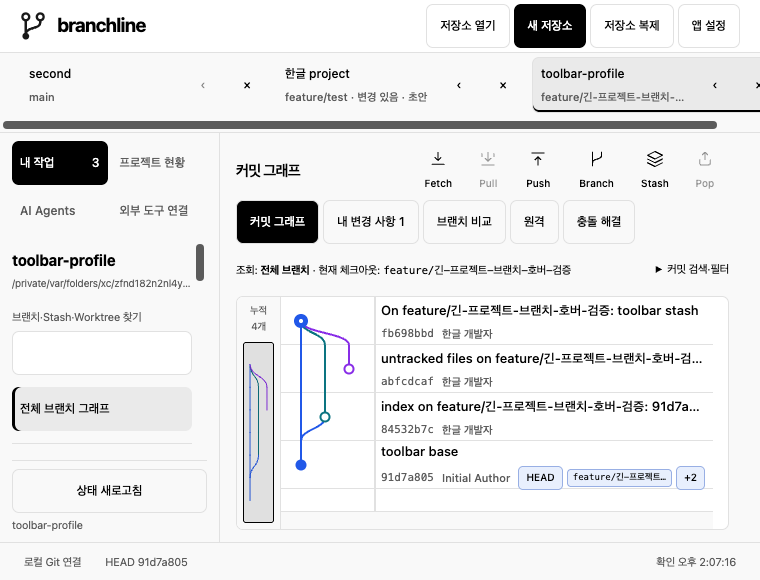 branchline
저장소 열기
새 저장소
저장소 복제
앱 설정
second
main
한글 project
feature/test · 변경 있음 · 초안
toolbar-profile
feature/긴-프로젝트-브랜치-...
내 작업 3
프로젝트 현황
AI Agents
외부 도구 연결
toolbar-profile
/private/var/folders/xc/zfnd182n2nl4y...
브랜치·Stash·Worktree 찾기
전체 브랜치 그래프
상태 새로고침
toolbar-profile
커밋 그래프
Fetch
Pull
Push
Branch
Stash
Pop
커밋 그래프
내 변경 사항 1
브랜치 비교
원격
충돌 해결
조회: 전체 브랜치 · 현재 체크아웃: feature/긴-프로젝트-브랜치-호버-검증
▶ 커밋 검색·필터
누적
4개
On feature/긴-프로젝트-브랜치-호버-검증: toolbar stash
fb698bbd 한글 개발자
untracked files on feature/긴-프로젝트-브랜치-호버-검...
abfcdcaf 한글 개발자
index on feature/긴-프로젝트-브랜치-호버-검증: 91d7a...
84532b7c 한글 개발자
toolbar base
91d7a805 Initial Author HEAD feature/긴-프로젝트… +2
로컬 Git 연결
HEAD 91d7a805
확인 오후 2:07:16